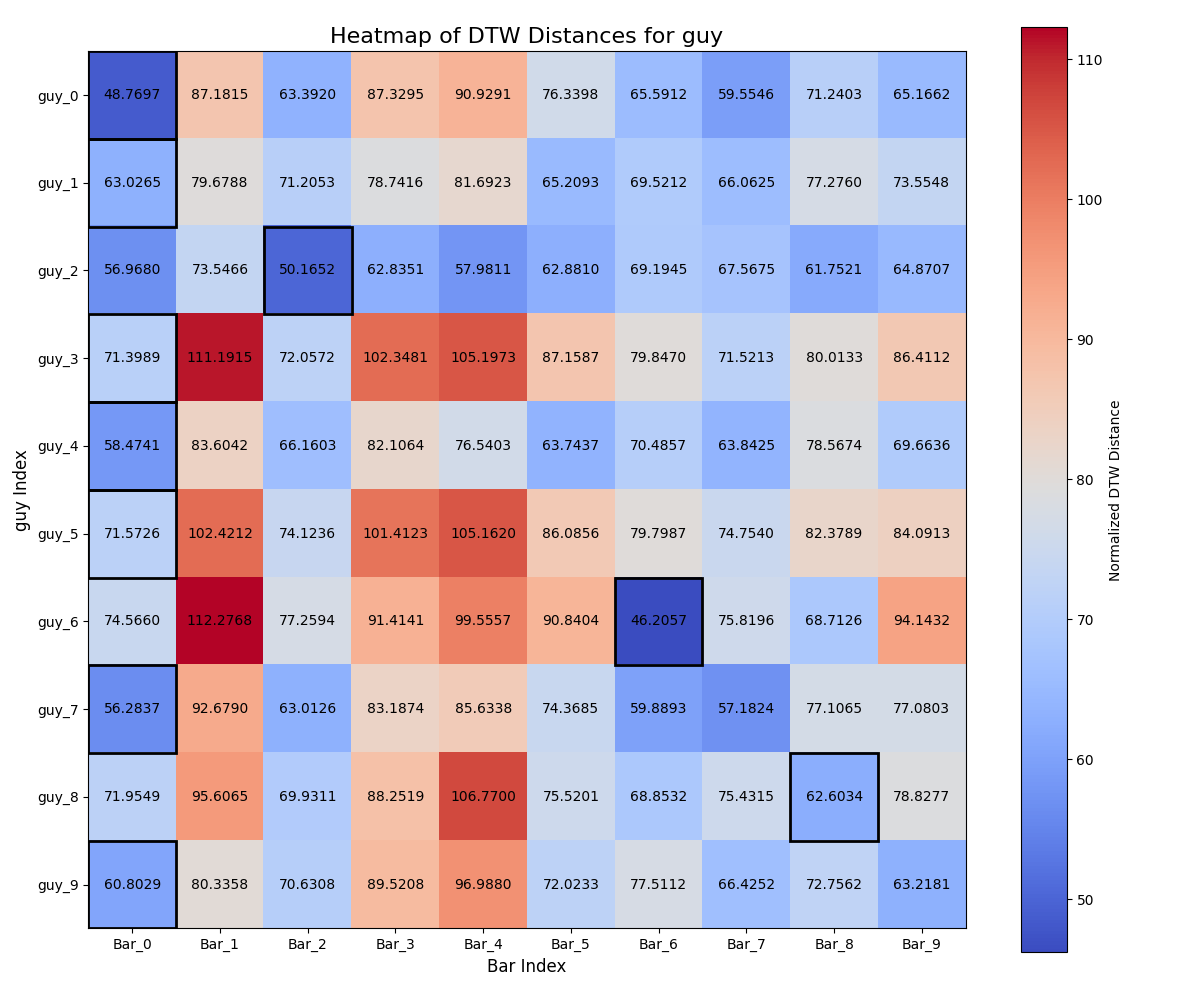 Heatmap of DTW Distances for guy
guy_0 48.7697 87.1815 63.3920 87.3295 90.9291 76.3398 65.5912 59.5546 71.2403 65.1662
guy_1 63.0265 79.6788 71.2053 78.7416 81.6923 65.2093 69.5212 66.0625 77.2760 73.5548
guy_2 56.9680 73.5466 50.1652 62.8351 57.9811 62.8810 69.1945 67.5675 61.7521 64.8707
guy_3 71.3989 111.1915 72.0572 102.3481 105.1973 87.1587 79.8470 71.5213 80.0133 86.4112
guy_4 58.4741 83.6042 66.1603 82.1064 76.5403 63.7437 70.4857 63.8425 78.5674 69.6636
guy_5 71.5726 102.4212 74.1236 101.4123 105.1620 86.0856 79.7987 74.7540 82.3789 84.0913
guy_6 74.5660 112.2768 77.2594 91.4141 99.5557 90.8404 46.2057 75.8196 68.7126 94.1432
guy_7 56.2837 92.6790 63.0126 83.1874 85.6338 74.3685 59.8893 57.1824 77.1065 77.0803
guy_8 71.9549 95.6065 69.9311 88.2519 106.7700 75.5201 68.8532 75.4315 62.6034 78.8277
guy_9 60.8029 80.3358 70.6308 89.5208 96.9880 72.0233 77.5112 66.4252 72.7562 63.2181
Bar_0 Bar_1 Bar_2 Bar_3 Bar_4 Bar_5 Bar_6 Bar_7 Bar_8 Bar_9
Bar Index
guy Index
110
100
90
80
70
60
50
Normalized DTW Distance